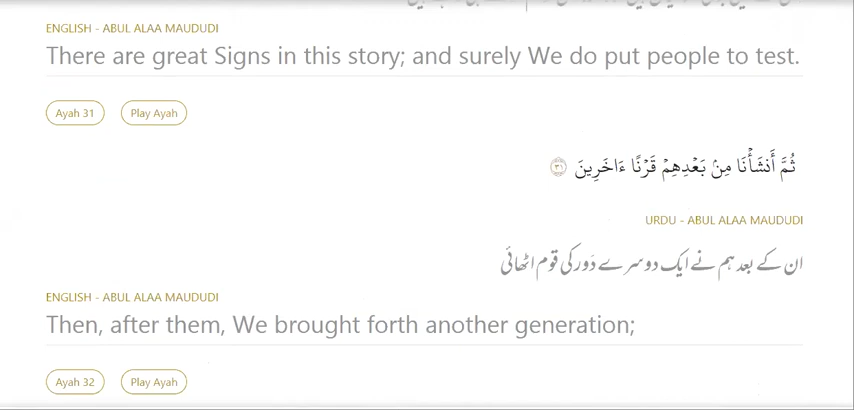 ENGLISH - ABUL ALAA MAUDUDI
There are great Signs in this story; and surely We do put people to test.
Ayah 31 Play Ayah
ثُمَّ أَنشَأْنَا مِنۢ بَعْدِهِمْ قَرْنًا ءَاخَرِينَ ٣١
URDU - ABUL ALAA MAUDUDI
ان کے بعد ہم نے ایک دوسرے دَور کی قوم اٹھائی
ENGLISH - ABUL ALAA MAUDUDI
Then, after them, We brought forth another generation;
Ayah 32 Play Ayah